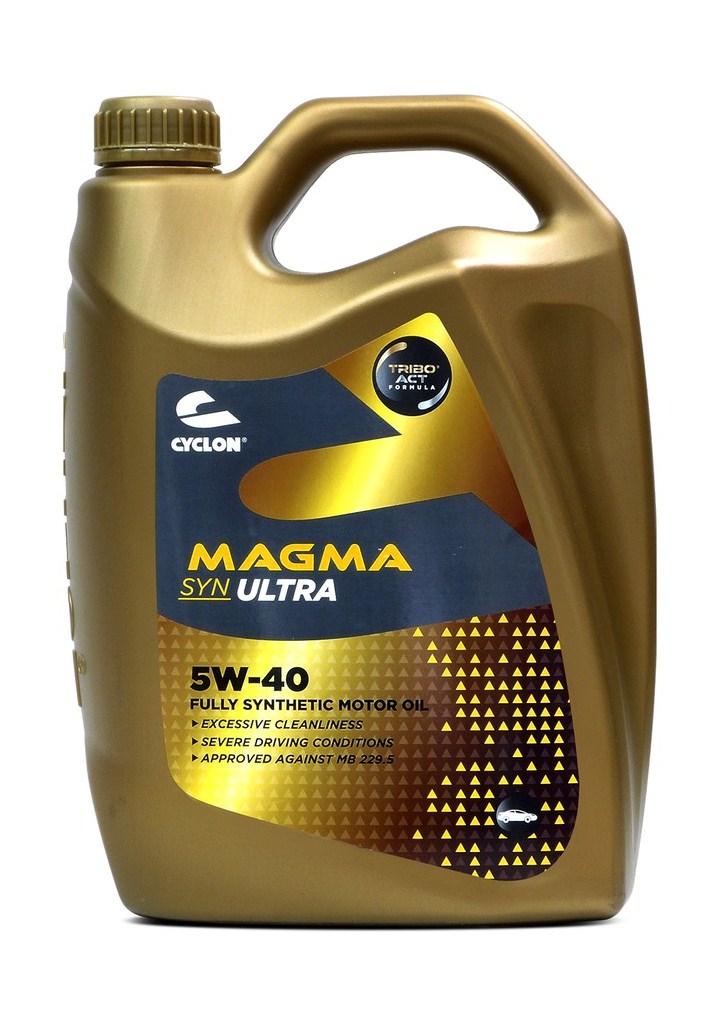 TRIBO®
ACT
FORMULA
CYCLON®
MAGMA
SYN ULTRA
5W-40
FULLY SYNTHETIC MOTOR OIL
EXCESSIVE CLEANLINESS
SEVERE DRIVING CONDITIONS
APPROVED AGAINST MB 229.5